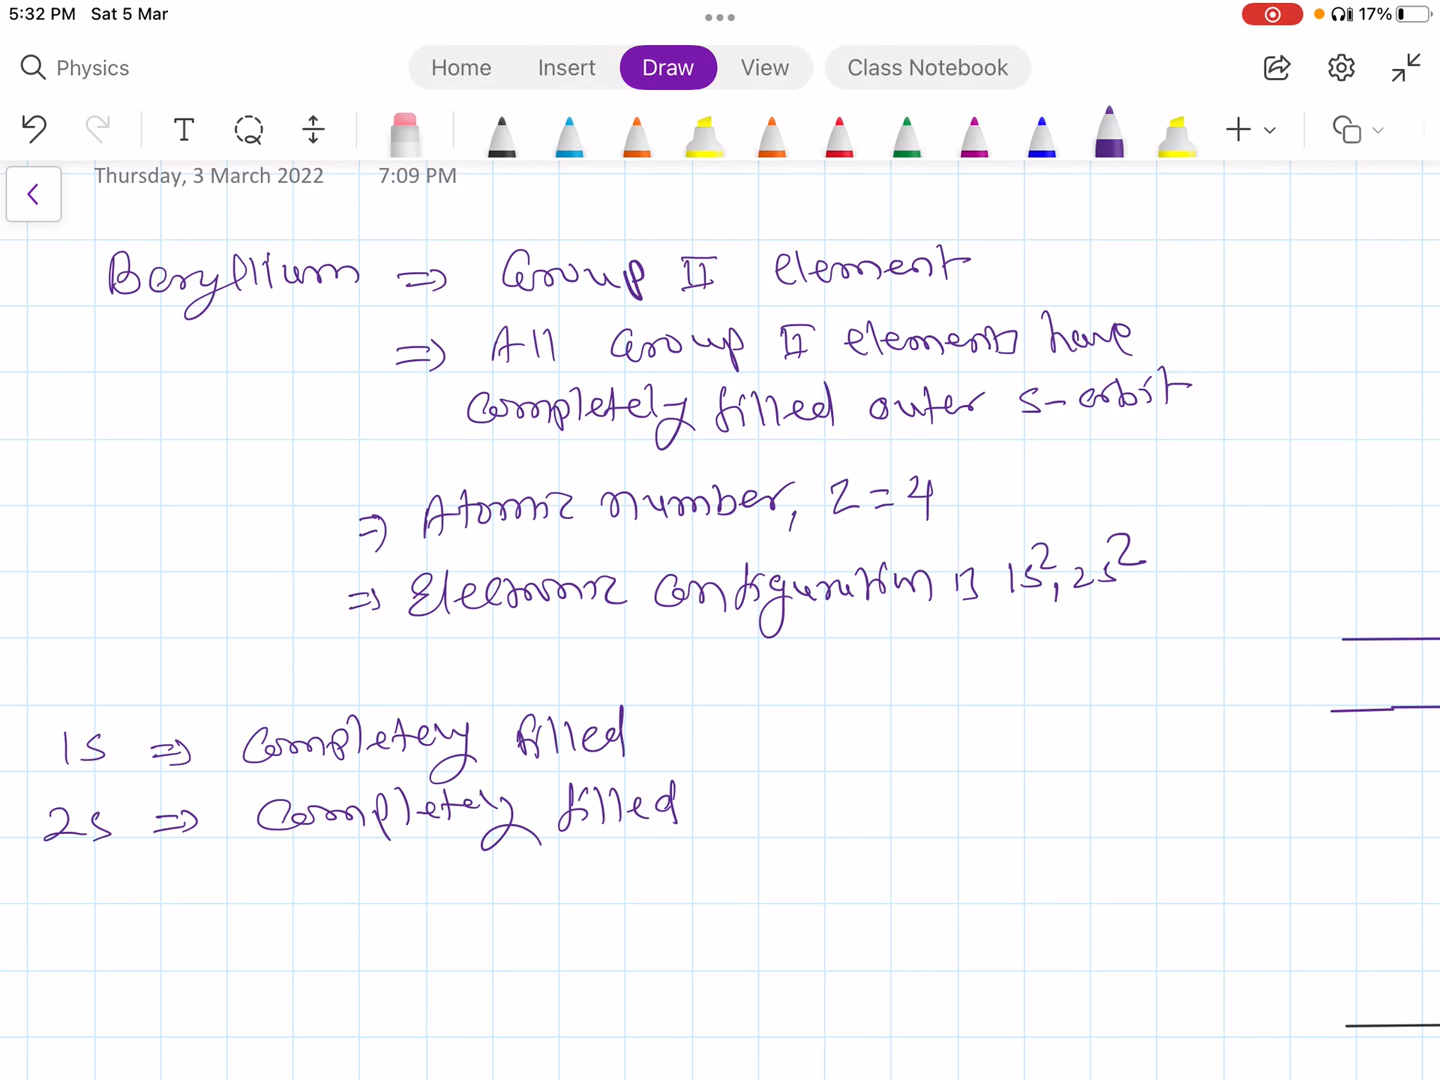 5:32 PM Sat 5 Mar
17%
Physics
Home Insert Draw View Class Notebook
T
Thursday, 3 March 2022 7:09 PM
Beryllium => Group II element
=> All Group II elements have
completely filled outer s-orbit
=> Atomic number, Z = 4
=> Electronic configuration is 1s², 2s²
1s => Completely filled
2s => Completely filled